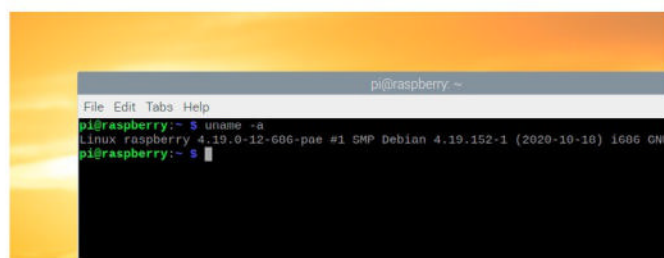 pi@raspberry: ~
File Edit Tabs Help
pi@raspberry:~ $ uname -a
Linux raspberry 4.19.0-12-686-pae #1 SMP Debian 4.19.152-1 (2020-10-18) i686 GN
pi@raspberry:~ $